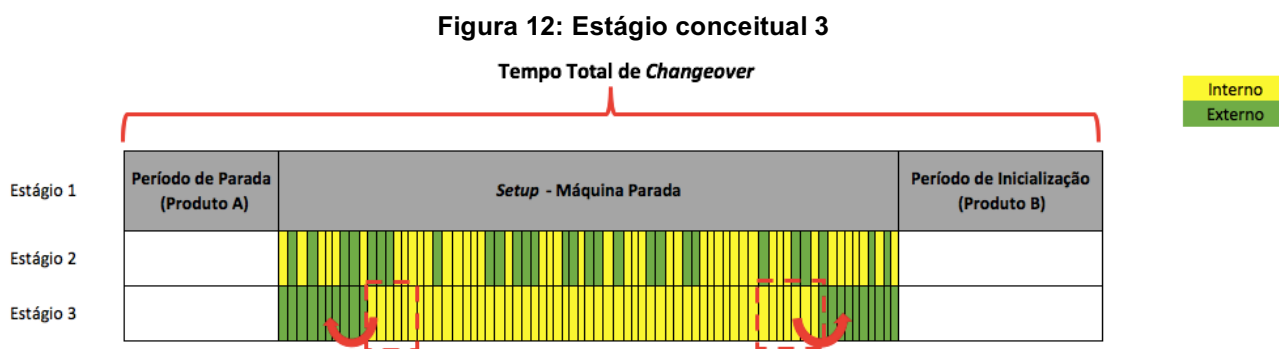 Figura 12: Estágio conceitual 3
Tempo Total de Changeover
Interno
Externo
Estágio 1
Período de Parada
(Produto A)
Setup - Máquina Parada
Período de Inicialização
(Produto B)
Estágio 2
Estágio 3